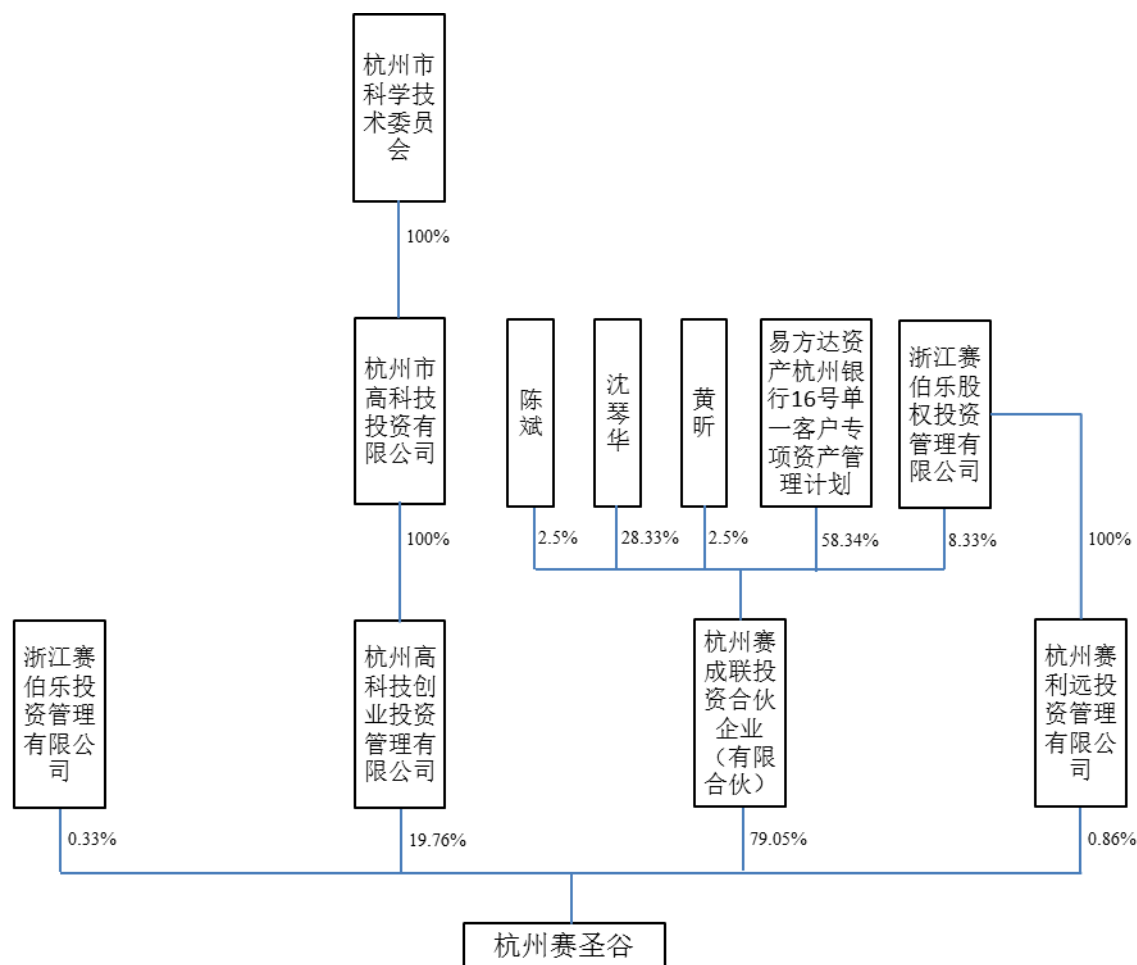 杭州市
科学技
术委员
会
100%
杭州市
高科技
投资有
限公司
陈
斌
沈
琴
华
黄
昕
易方达资
产杭州银
行16号单
一客户专
项资产管
理计划
浙江赛
伯乐股
权投资
管理有
限公司
100%
2.5%
28.33%
2.5%
58.34%
8.33%
100%
浙江赛
伯乐投
资管理
有限公
司
杭州高
科技创
业投资
管理有
限公司
杭州赛
成联投
资合伙
企业
（有限
合伙）
杭州赛
利远投
资管理
有限公
司
0.33%
19.76%
79.05%
0.86%
杭州赛圣谷